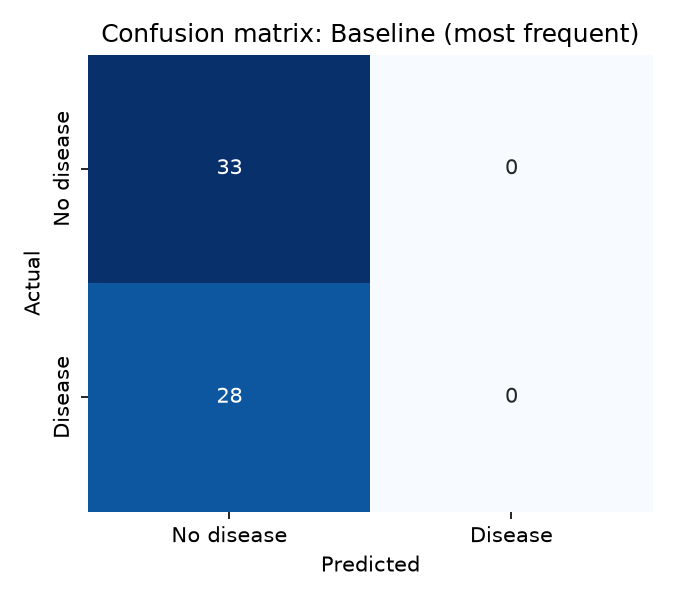 Confusion matrix: Baseline (most frequent)
Actual
No disease
33
0
Disease
28
0
No disease
Disease
Predicted